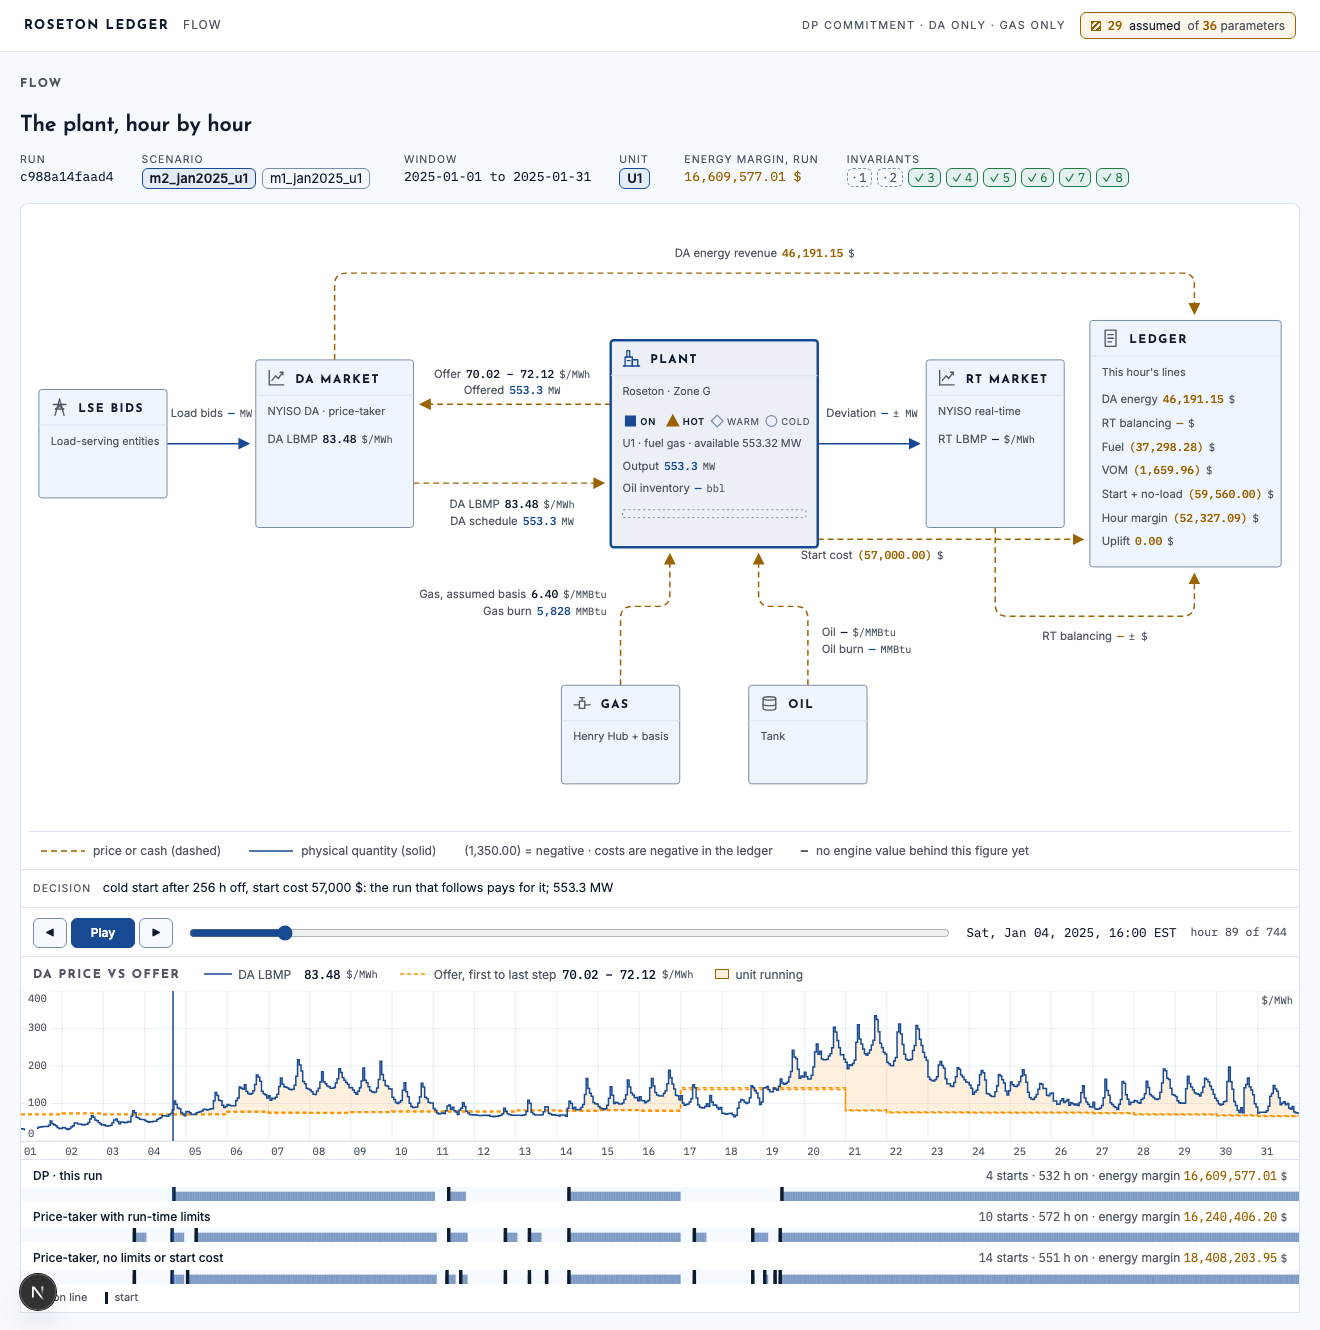 ROSETON LEDGER FLOW
DP COMMITMENT · DA ONLY · GAS ONLY
29 assumed of 36 parameters
FLOW
The plant, hour by hour
RUN
c988a14faad4
SCENARIO
m2_jan2025_u1 m1_jan2025_u1
WINDOW
2025-01-01 to 2025-01-31
UNIT
U1
ENERGY MARGIN, RUN
16,609,577.01 $
INVARIANTS
· 1 · 2 ✓ 3 ✓ 4 ✓ 5 ✓ 6 ✓ 7 ✓ 8
DA energy revenue 46,191.15 $
LSE BIDS
Load-serving entities
Load bids — MW
DA MARKET
NYISO DA · price-taker
DA LBMP 83.48 $/MWh
Offer 70.02 – 72.12 $/MWh
Offered 553.3 MW
DA LBMP 83.48 $/MWh
DA schedule 553.3 MW
PLANT
Roseton · Zone G
ON HOT WARM COLD
U1 · fuel gas · available 553.32 MW
Output 553.3 MW
Oil inventory — bbl
Deviation — ± MW
RT MARKET
NYISO real-time
RT LBMP — $/MWh
LEDGER
This hour's lines
DA energy 46,191.15 $
RT balancing — $
Fuel (37,298.28) $
VOM (1,659.96) $
Start + no-load (59,560.00) $
Hour margin (52,327.09) $
Uplift 0.00 $
Start cost (57,000.00) $
RT balancing — ± $
Gas, assumed basis 6.40 $/MMBtu
Gas burn 5,828 MMBtu
Oil — $/MMBtu
Oil burn — MMBtu
GAS
Henry Hub + basis
OIL
Tank
price or cash (dashed)
physical quantity (solid)
(1,350.00) = negative · costs are negative in the ledger
— no engine value behind this figure yet
DECISION cold start after 256 h off, start cost 57,000 $: the run that follows pays for it; 553.3 MW
◀ Play ▶
Sat, Jan 04, 2025, 16:00 EST hour 89 of 744
DA PRICE VS OFFER
DA LBMP 83.48 $/MWh
Offer, first to last step 70.02 – 72.12 $/MWh
unit running
$/MWh
400
300
200
100
0
01 02 03 04 05 06 07 08 09 10 11 12 13 14 15 16 17 18 19 20 21 22 23 24 25 26 27 28 29 30 31
DP · this run
4 starts · 532 h on · energy margin 16,609,577.01 $
Price-taker with run-time limits
10 starts · 572 h on · energy margin 16,240,406.20 $
Price-taker, no limits or start cost
14 starts · 551 h on · energy margin 18,408,203.95 $
N
on line
start